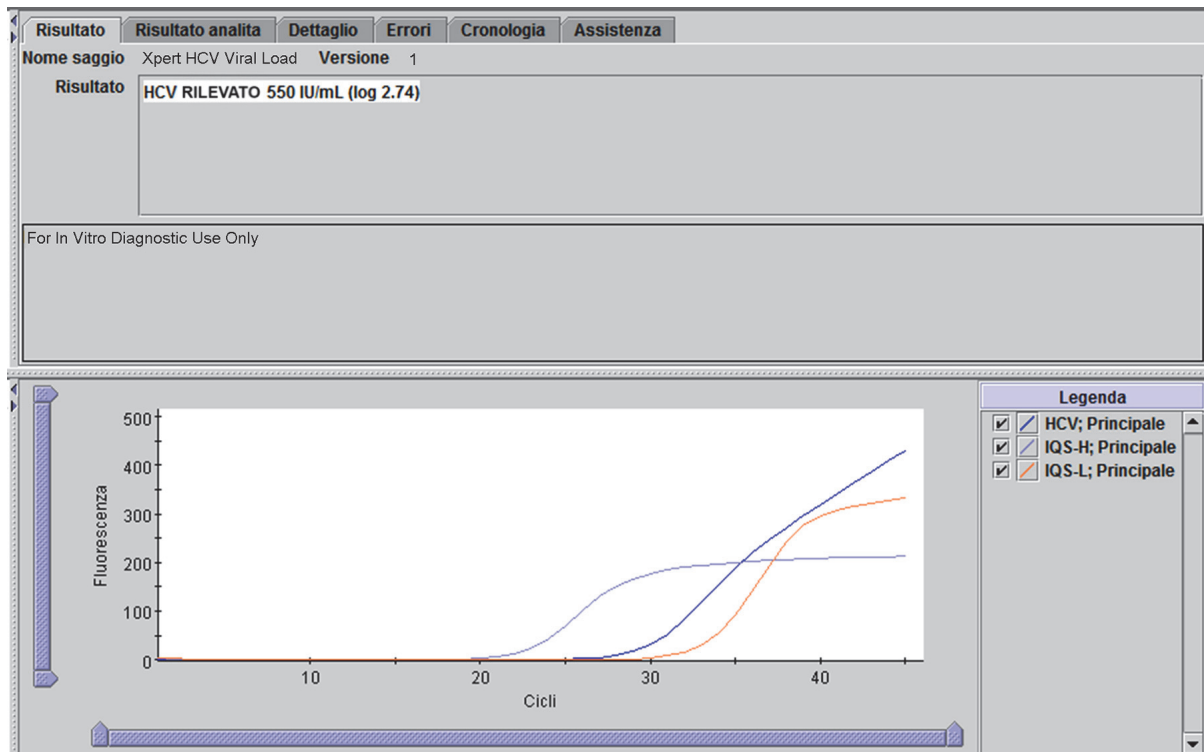 Risultato Risultato analita Dettaglio Errori Cronologia Assistenza
Nome saggio Xpert HCV Viral Load Versione 1
Risultato HCV RILEVATO 550 IU/mL (log 2.74)
For In Vitro Diagnostic Use Only
Legenda
HCV; Principale
IQS-H; Principale
IQS-L; Principale
Fluorescenza
500
400
300
200
100
0
10 20 30 40
Cicli